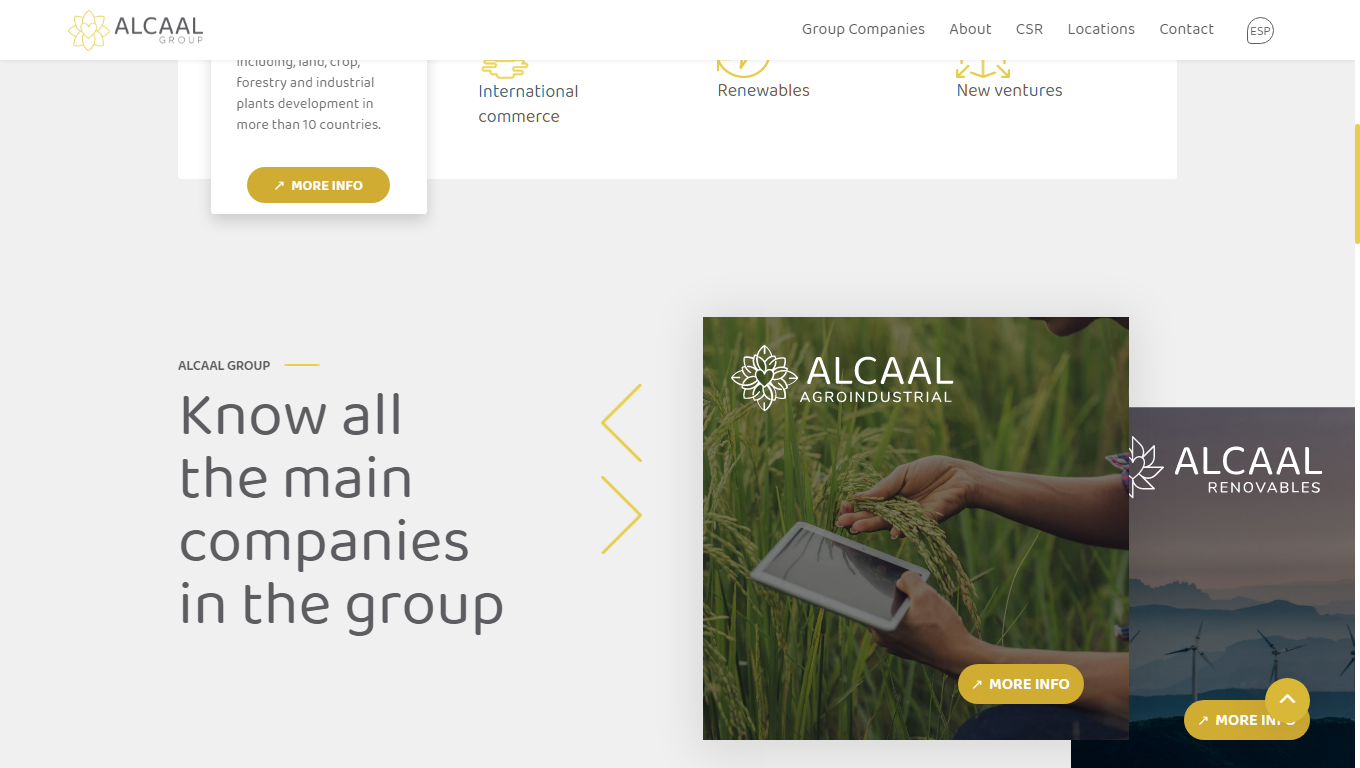 ALCAAL
GROUP
Group Companies
About
CSR
Locations
Contact
ESP
including, land, crop,
forestry and industrial
plants development in
more than 10 countries.
↗ MORE INFO
International
commerce
Renewables
New ventures
ALCAAL GROUP
Know all
the main
companies
in the group
ALCAAL
AGROINDUSTRIAL
↗ MORE INFO
ALCAAL
RENOVABLES
↗ MORE INFO